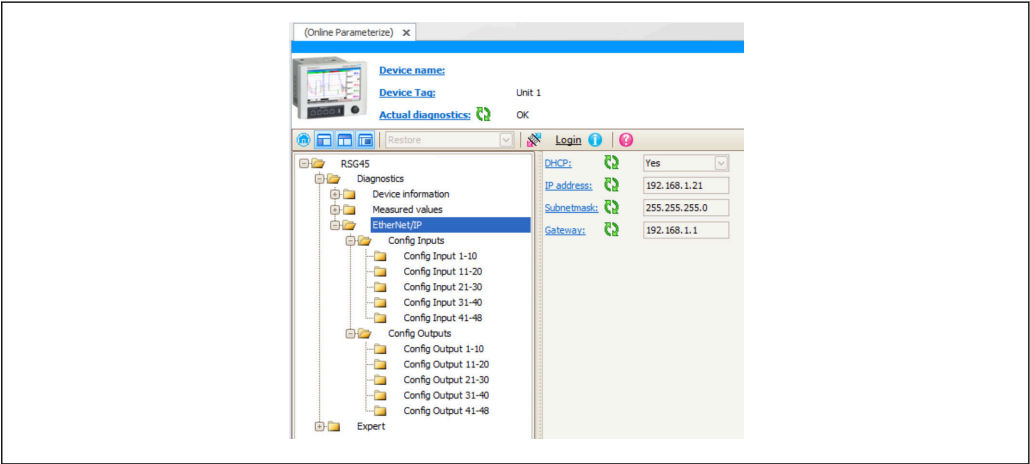 (Online Parameterize) X
Device name:
Device Tag: Unit 1
Actual diagnostics: OK
Restore Login
RSG45
Diagnostics
Device information
Measured values
EtherNet/IP
Config Inputs
Config Input 1-10
Config Input 11-20
Config Input 21-30
Config Input 31-40
Config Input 41-48
Config Outputs
Config Output 1-10
Config Output 11-20
Config Output 21-30
Config Output 31-40
Config Output 41-48
Expert
DHCP: Yes
IP address: 192.168.1.21
Subnetmask: 255.255.255.0
Gateway: 192.168.1.1